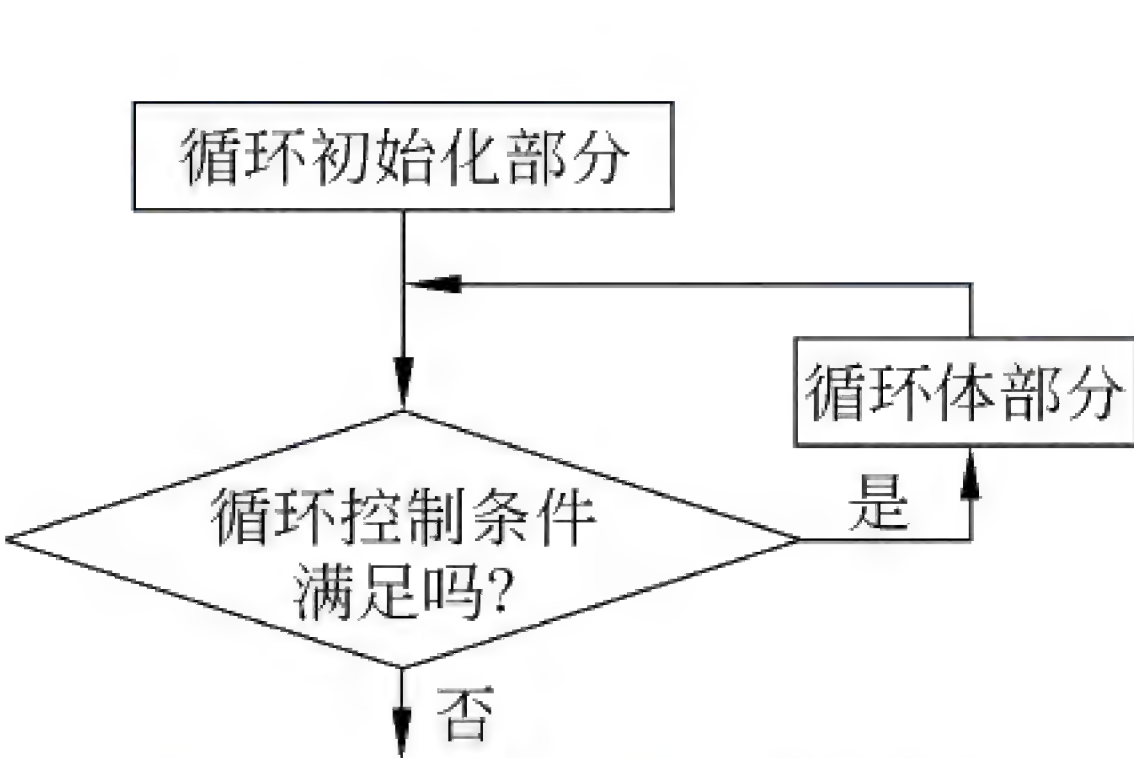 循环初始化部分
循环体部分
循环控制条件
满足吗?
是
否